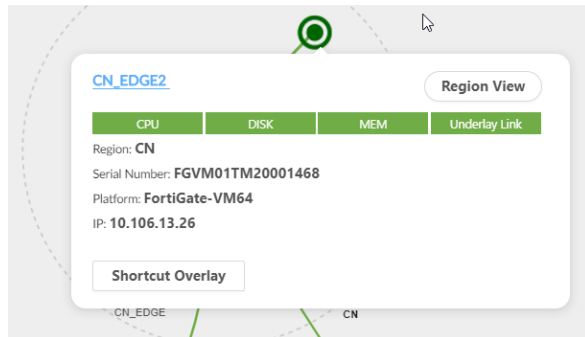 CN_EDGE2
Region View
CPU DISK MEM Underlay Link
Region: CN
Serial Number: FGVM01TM20001468
Platform: FortiGate-VM64
IP: 10.106.13.26
Shortcut Overlay
CN_EDGE CN